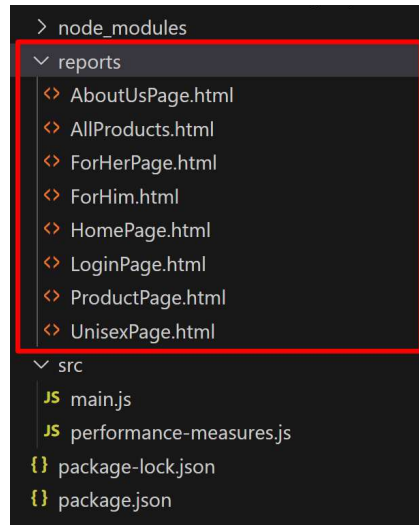 node_modules
reports
<> AboutUsPage.html
<> AllProducts.html
<> ForHerPage.html
<> ForHim.html
<> HomePage.html
<> LoginPage.html
<> ProductPage.html
<> UnisexPage.html
src
JS main.js
JS performance-measures.js
{} package-lock.json
{} package.json